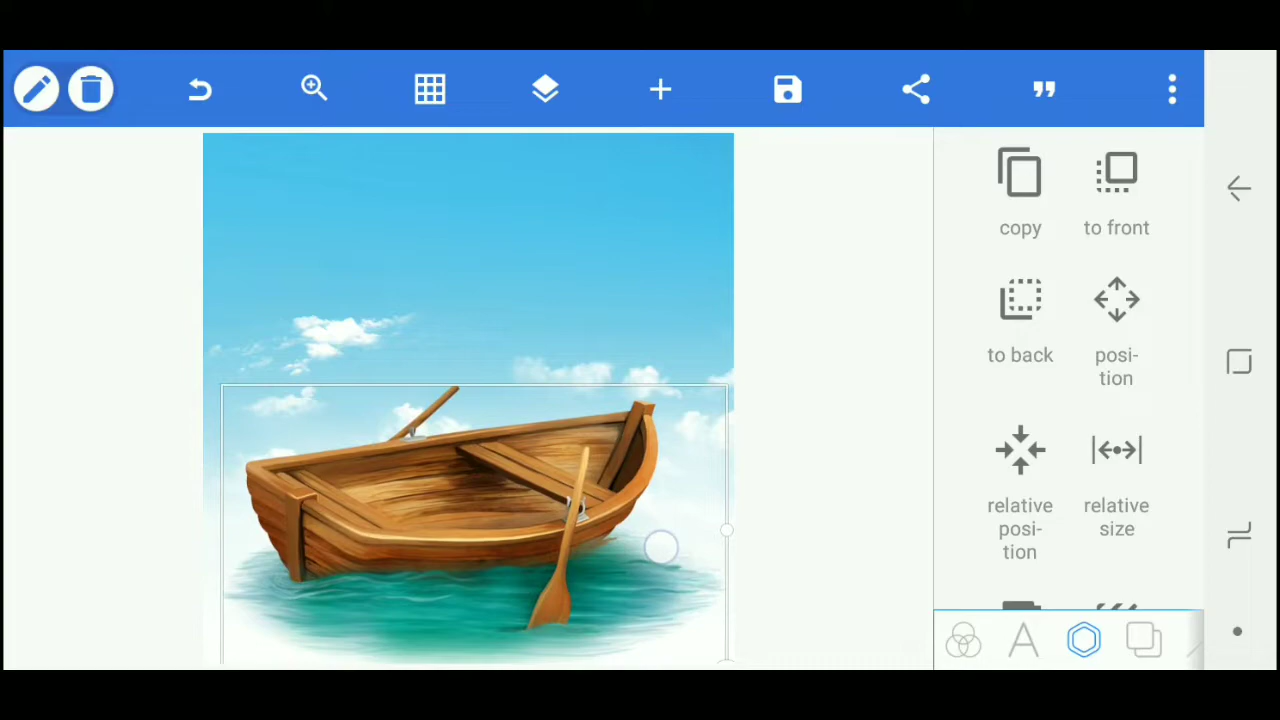 copy
to front
to back
posi-
tion
relative
posi-
tion
relative
size